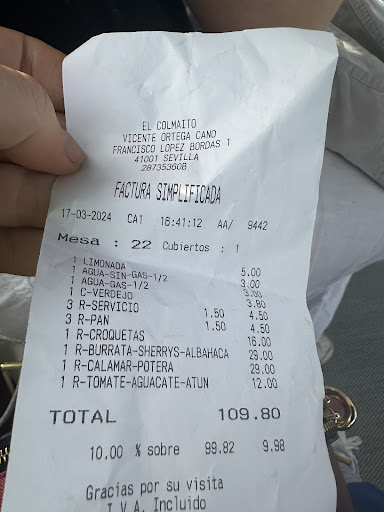 EL COLMAITO
VICENTE ORTEGA CANO
FRANCISCO LOPEZ BORDAS 1
41001 SEVILLA
28735360B
FACTURA SIMPLIFICADA
17-03-2024 CA1 16:41:12 AA/ 9442
Mesa : 22 Cubiertos : 1
1 LIMONADA 5.00
1 AGUA-SIN-GAS-1/2 3.00
1 AGUA-GAS-1/2 3.00
1 C-VERDEJO 3.80
3 R-SERVICIO 1.50 4.50
3 R-PAN 1.50 4.50
1 R-CROQUETAS 16.00
1 R-BURRATA-SHERRYS-ALBAHACA 29.00
1 R-CALAMAR-POTERA 29.00
1 R-TOMATE-AGUACATE-ATUN 12.00
TOTAL 109.80
10.00 % sobre 99.82 9.98
Gracias por su visita
I.V.A. Incluido